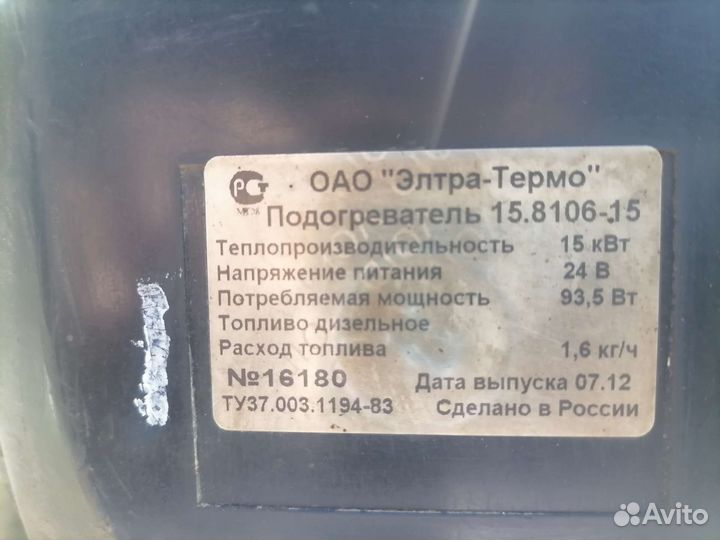 РСТ ОАО "Элтра-Термо"
Подогреватель 15.8106-15
Теплопроизводительность 15 кВт
Напряжение питания 24 В
Потребляемая мощность 93,5 Вт
Топливо дизельное
Расход топлива 1,6 кг/ч
№16180 Дата выпуска 07.12
ТУ37.003.1194-83 Сделано в России
Avito